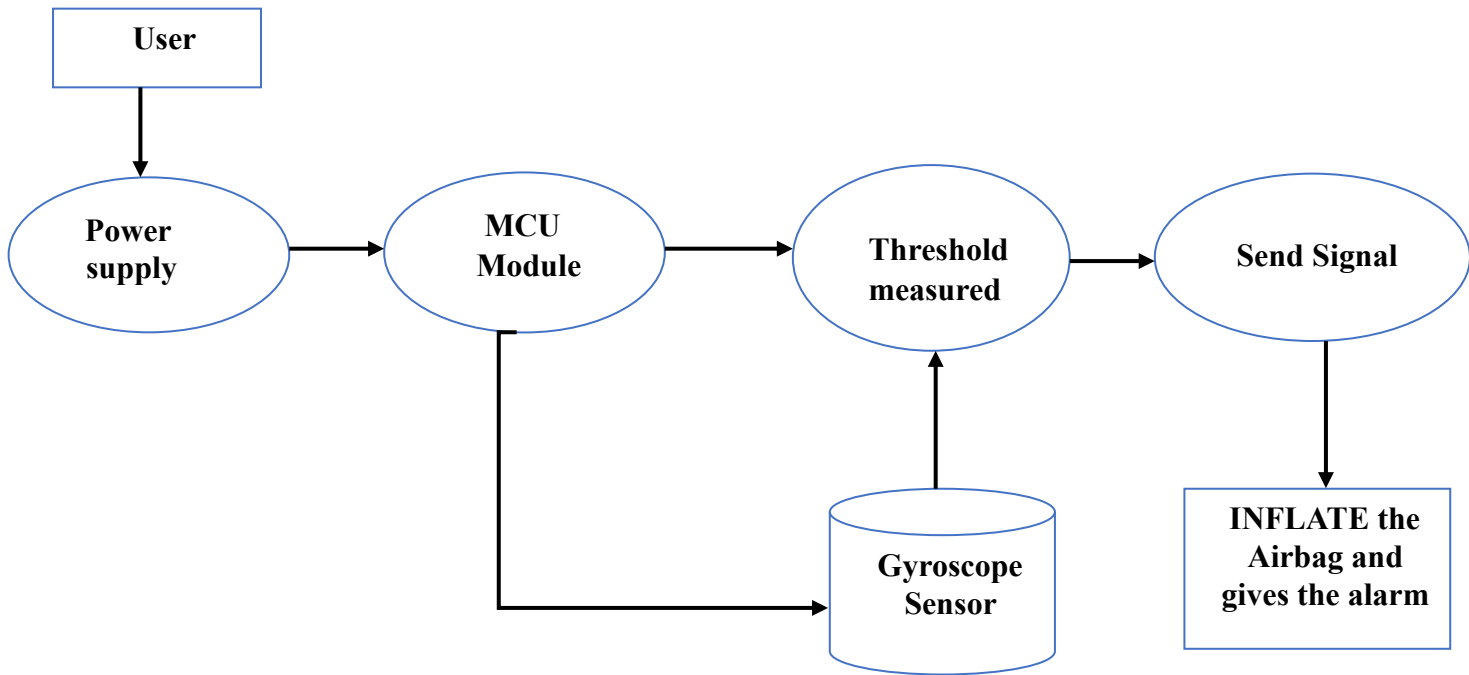 User
Power
supply
MCU
Module
Threshold
measured
Send Signal
Gyroscope
Sensor
INFLATE the
Airbag and
gives the alarm